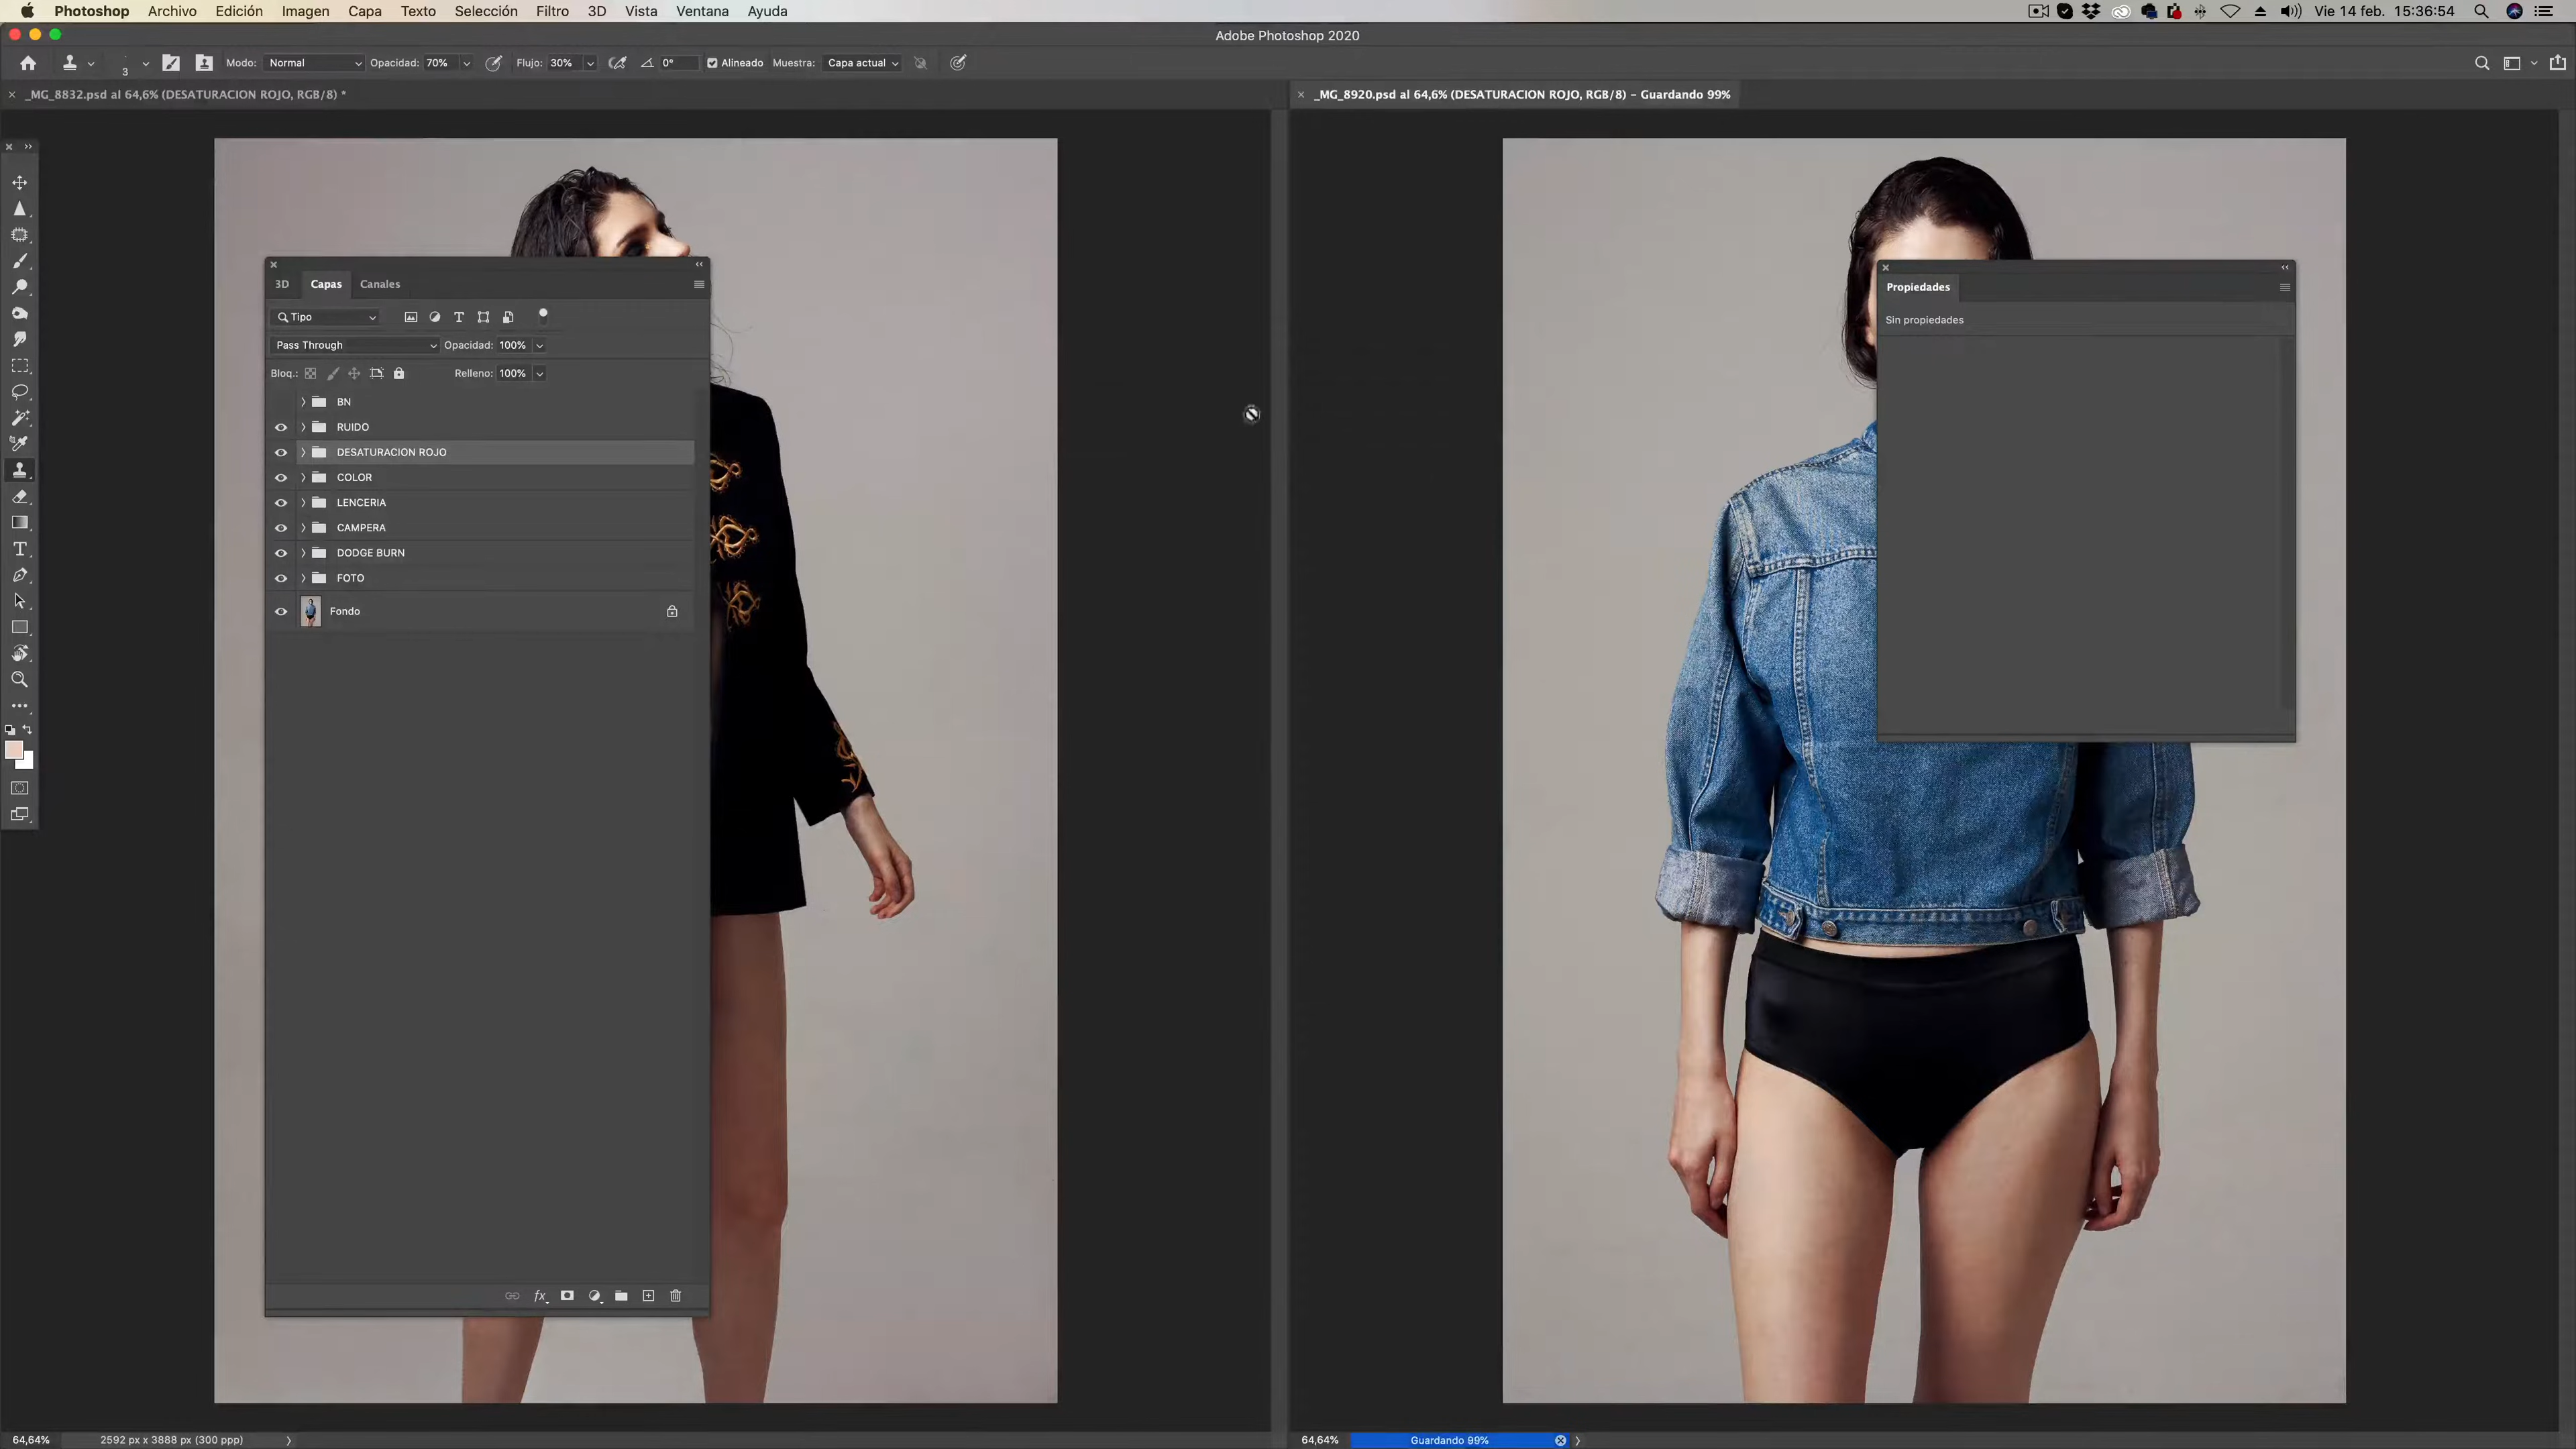 Photoshop Archivo Edición Imagen Capa Texto Selección Filtro 3D Vista Ventana Ayuda Vie 14 feb. 15:36:54
Adobe Photoshop 2020
3 Modo: Normal Opacidad: 70% Flujo: 30% 0° Alineado Muestra: Capa actual
_MG_8832.psd al 64,6% (DESATURACION ROJO, RGB/8) *
_MG_8920.psd al 64,6% (DESATURACION ROJO, RGB/8) - Guardando 99%
3D Capas Canales
Tipo
Pass Through Opacidad: 100%
Bloq.: Relleno: 100%
BN
RUIDO
DESATURACION ROJO
COLOR
LENCERIA
CAMPERA
DODGE BURN
FOTO
Fondo
fx
Propiedades
Sin propiedades
64,64% 2592 px x 3888 px (300 ppp)
64,64% Guardando 99%